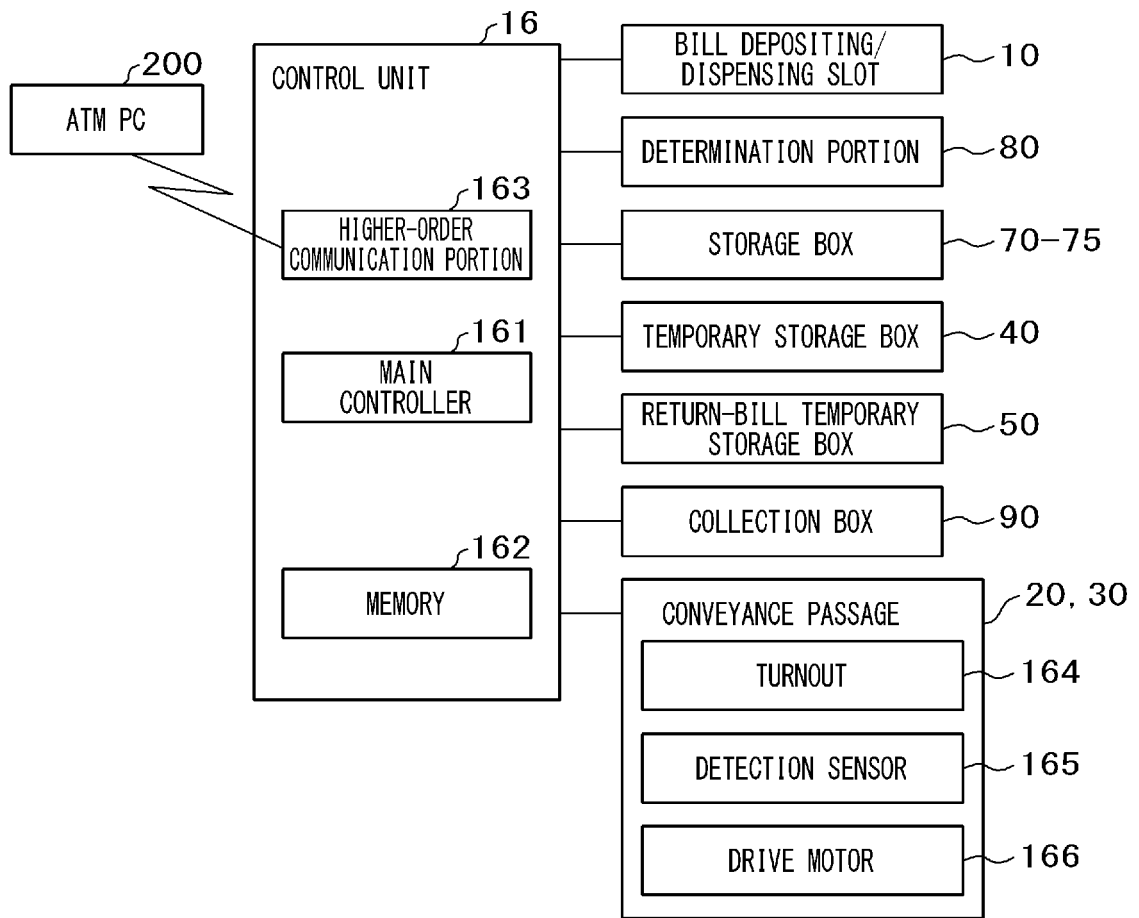 16
200
CONTROL UNIT
ATM PC
163
HIGHER-ORDER
COMMUNICATION PORTION
161
MAIN
CONTROLLER
162
MEMORY
BILL DEPOSITING/
DISPENSING SLOT
10
DETERMINATION PORTION
80
STORAGE BOX
70-75
TEMPORARY STORAGE BOX
40
RETURN-BILL TEMPORARY
STORAGE BOX
50
COLLECTION BOX
90
CONVEYANCE PASSAGE
20, 30
TURNOUT
164
DETECTION SENSOR
165
DRIVE MOTOR
166